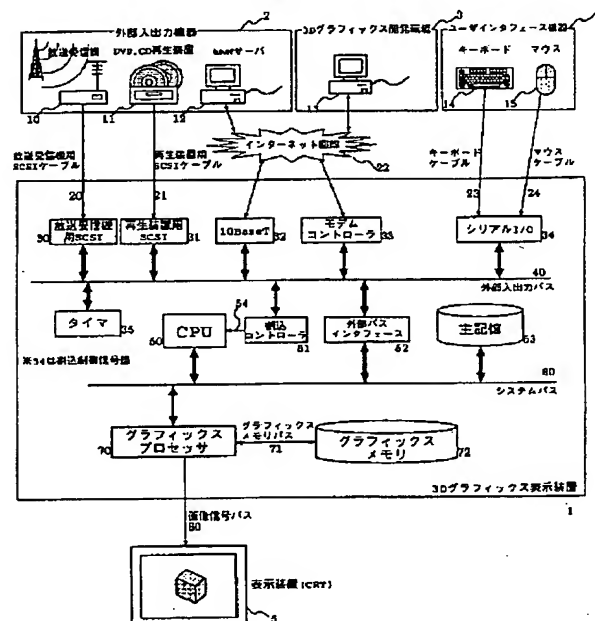 2
3
外部入出力機器
3Dグラフィックス開発環境
ユーザインタフェース機器
放送受信機
DVD,CD再生装置
キーボード
マウス
10
11
12
14
15
インターネット回線
22
放送受信機用
SCSIケーブル
再生装置用
SCSIケーブル
キーボード
ケーブル
マウス
ケーブル
20
21
23
24
放送受信機
用SCSI
30
再生装置用
SCSI
31
10BaseT
32
モデム
コントローラ
33
シリアルI/O
34
40
外部入出力バス
タイマ
35
CPU
50
54
割込
コントローラ
51
外部バス
インタフェース
52
主記憶
53
※54は割込制御信号線
60
システムバス
グラフィックス
プロセッサ
70
グラフィックス
メモリバス
71
グラフィックス
メモリ
72
3Dグラフィックス表示装置
1
画像信号バス
80
表示装置(CRT)
5